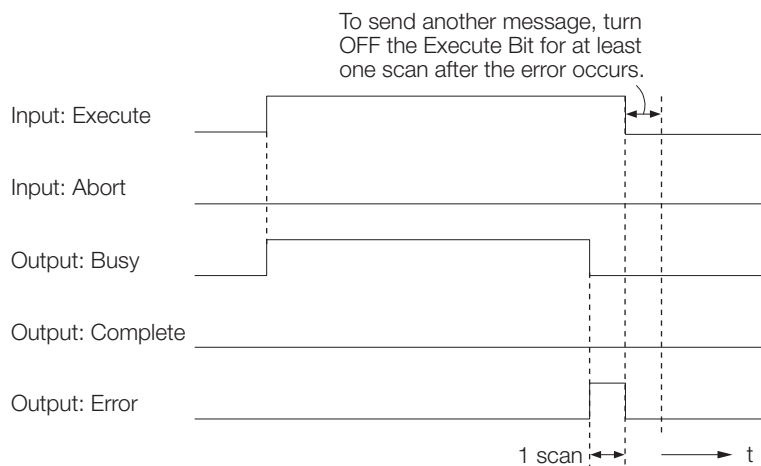 To send another message, turn
OFF the Execute Bit for at least
one scan after the error occurs.
Input: Execute
Input: Abort
Output: Busy
Output: Complete
Output: Error
1 scan
t